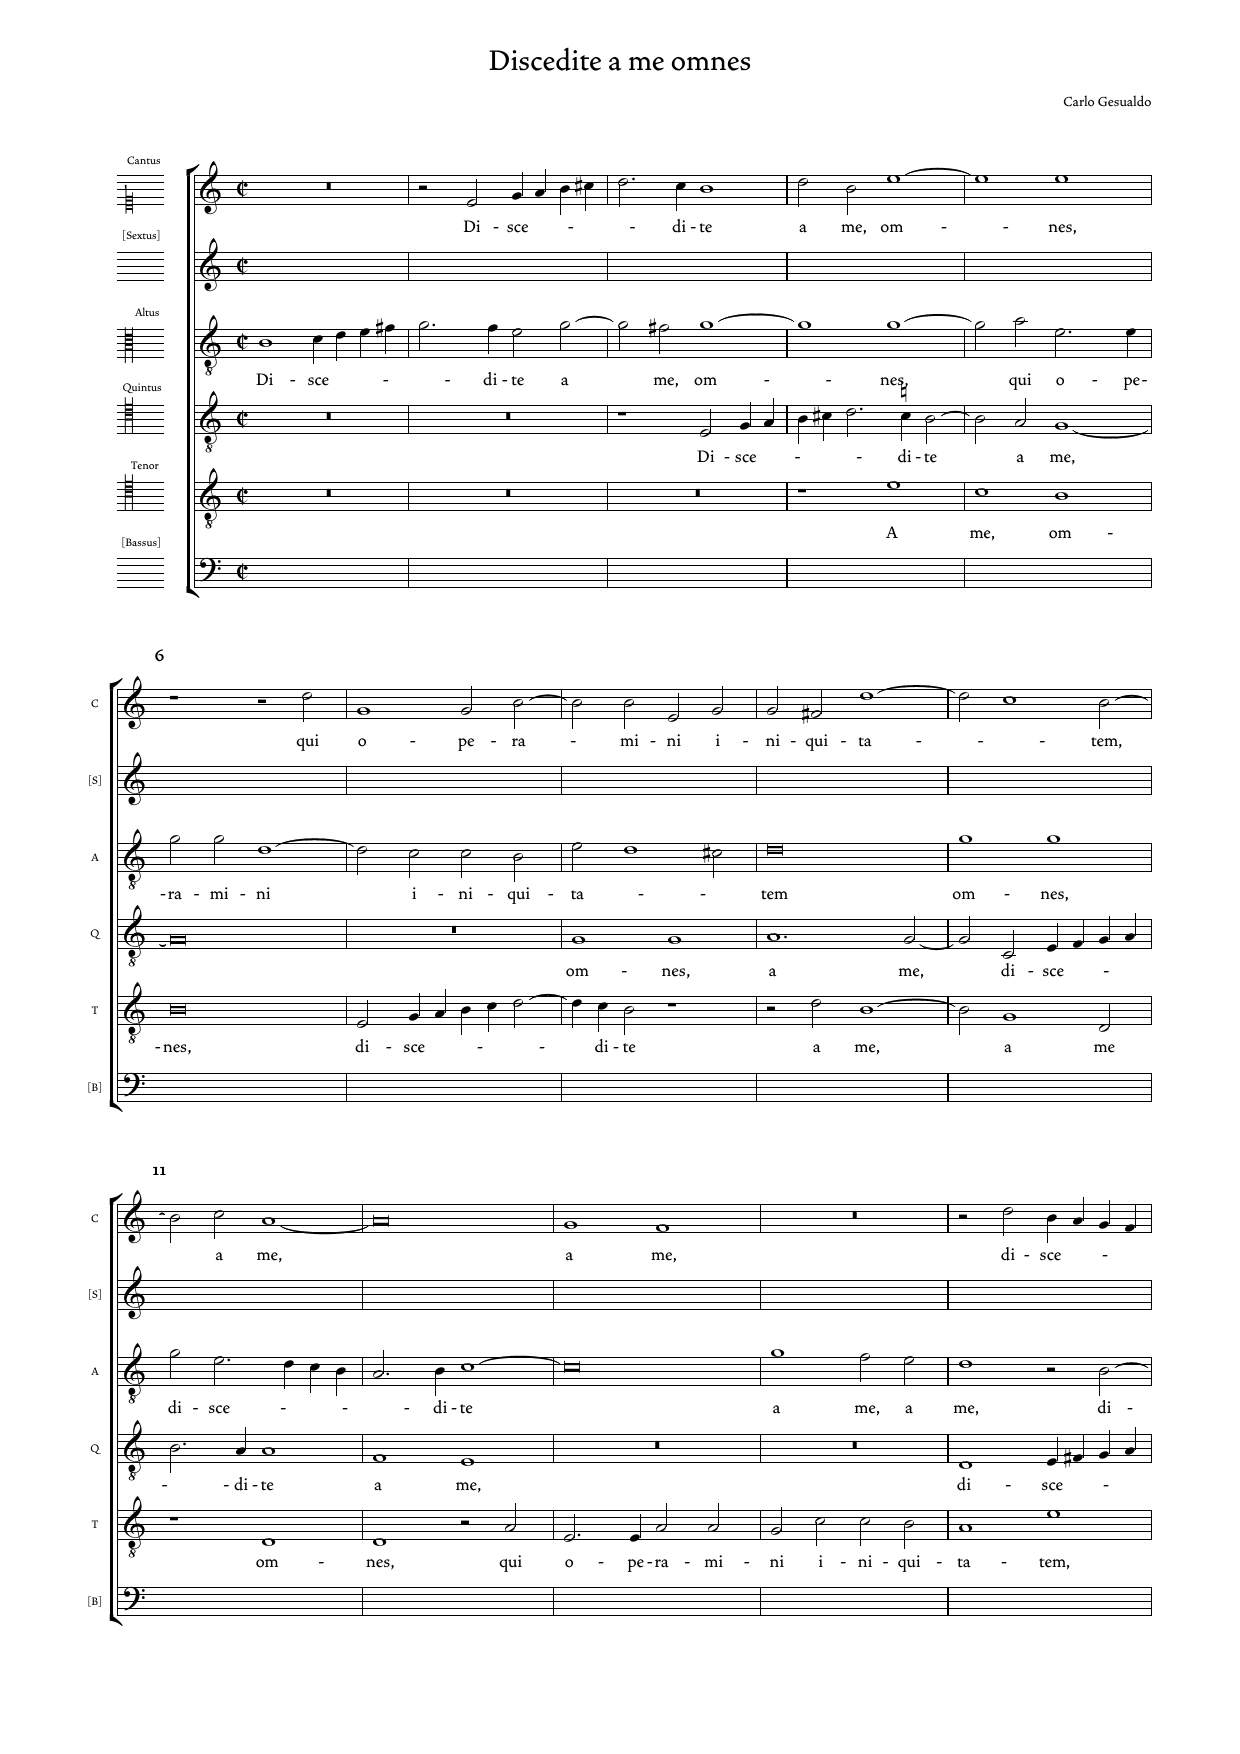 Discedite a me omnes
Carlo Gesualdo
Cantus
Di - sce - - di - te a me, om - - nes,
[Sextus]
Altus
Di - sce - - di - te a me, om - - nes, qui o - pe-
Quintus
Di - sce - - di - te a me,
Tenor
A me, om -
[Bassus]
6
C
qui o - pe - ra - mi - ni i - ni - qui - ta - - - tem,
[S]
A
-ra - mi - ni i - ni - qui - ta - - tem om - nes,
Q
om - nes, a me, di - sce -
T
-nes, di - sce - - di - te a me, a me
[B]
11
C
a me, a me, di - sce -
[S]
A
di - sce - - - di - te a me, a me, di -
Q
- - di - te a me, di - sce -
T
om - nes, qui o - pe - ra - mi - ni i - ni - qui - ta - tem,
[B]